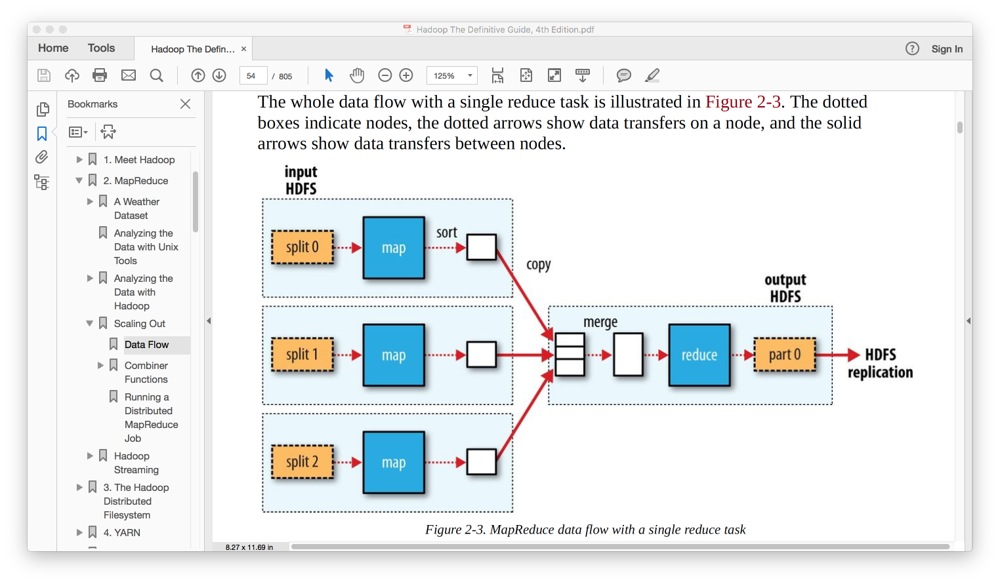 Hadoop The Definitive Guide, 4th Edition.pdf
Home
Tools
Hadoop The Defin...
Sign In
54
/ 805
125%
Bookmarks
1. Meet Hadoop
2. MapReduce
A Weather
Dataset
Analyzing the
Data with Unix
Tools
Analyzing the
Data with
Hadoop
Scaling Out
Data Flow
Combiner
Functions
Running a
Distributed
MapReduce
Job
Hadoop
Streaming
3. The Hadoop
Distributed
Filesystem
4. YARN
The whole data flow with a single reduce task is illustrated in Figure 2-3. The dotted
boxes indicate nodes, the dotted arrows show data transfers on a node, and the solid
arrows show data transfers between nodes.
input
HDFS
split 0
map
sort
copy
split 1
map
merge
reduce
output
HDFS
part 0
HDFS
replication
split 2
map
Figure 2-3. MapReduce data flow with a single reduce task
8.27 x 11.69 in